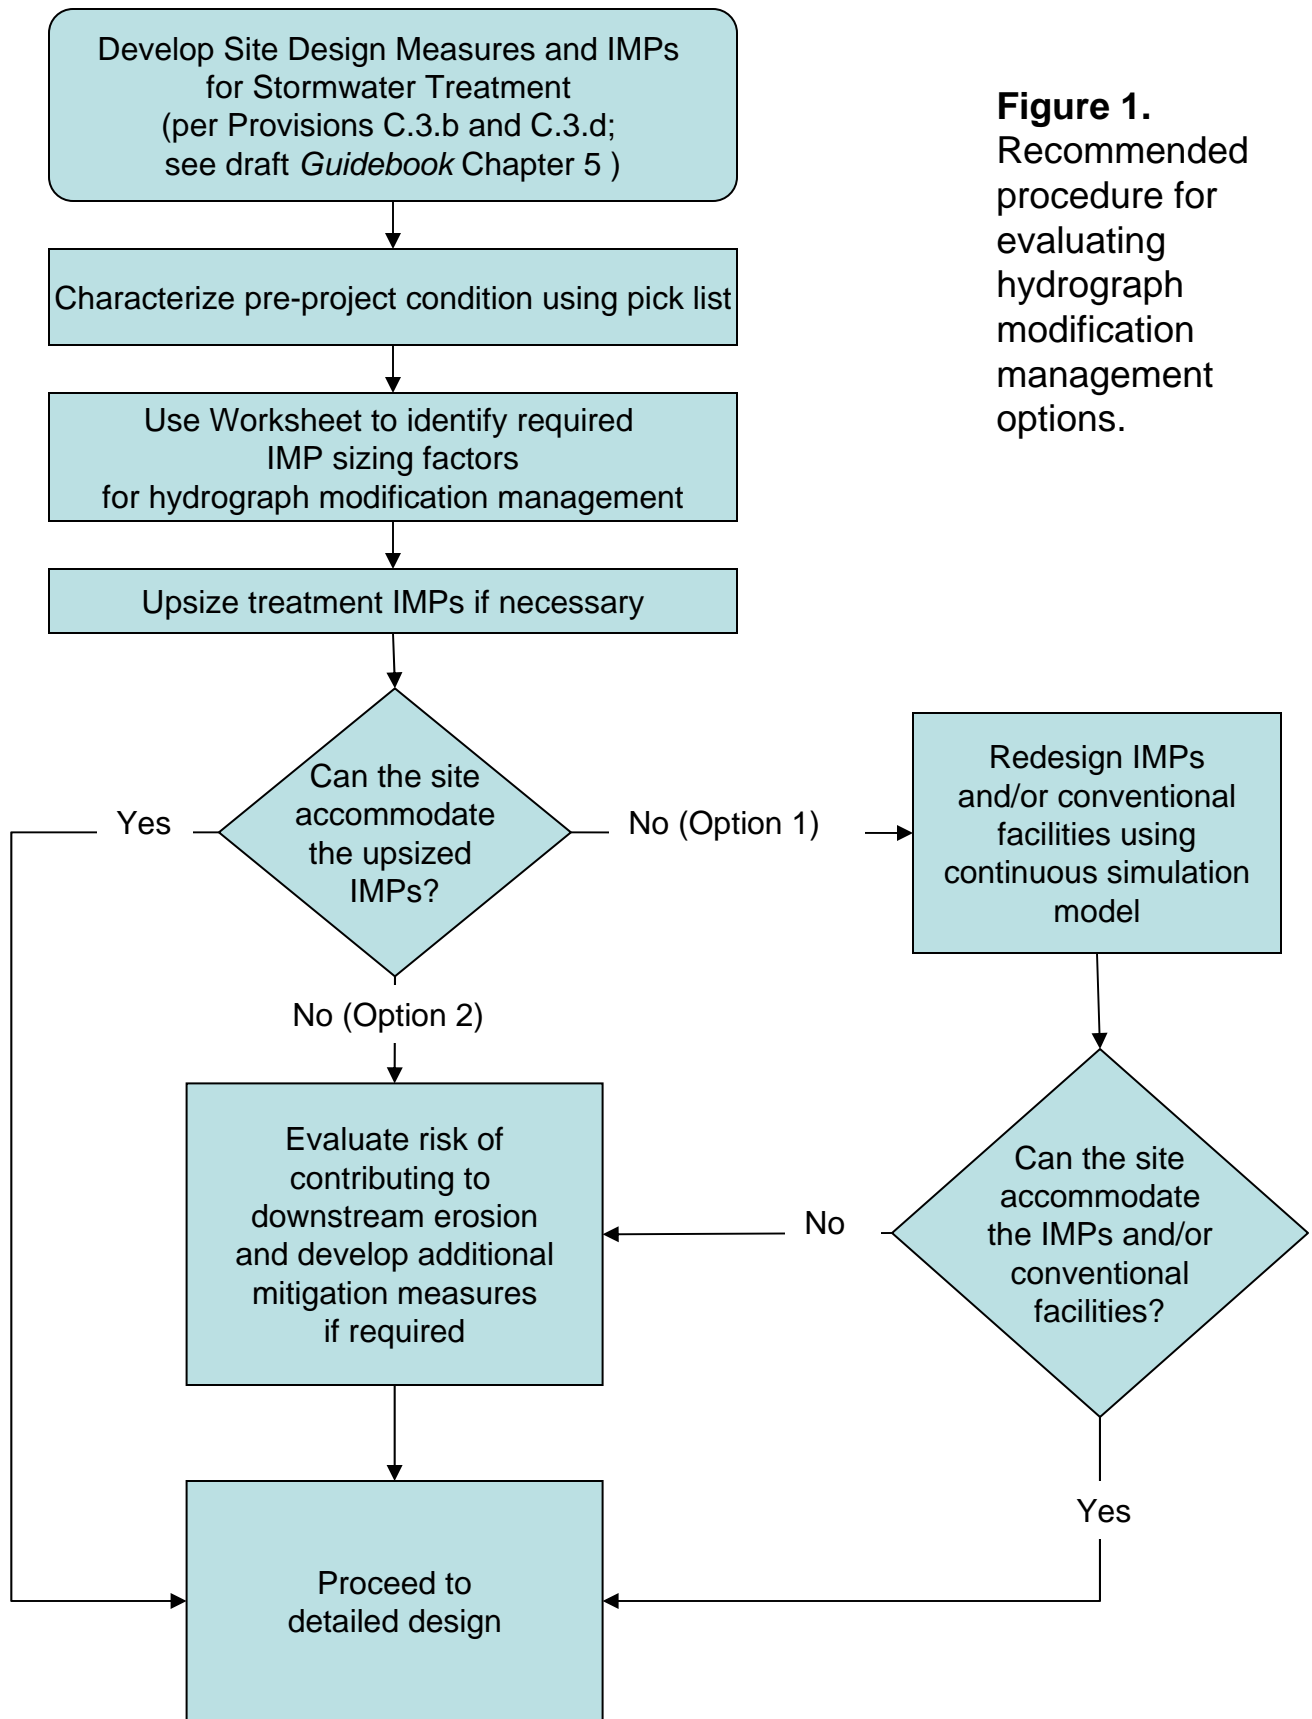 Develop Site Design Measures and IMPs
for Stormwater Treatment
(per Provisions C.3.b and C.3.d;
see draft Guidebook Chapter 5 )
Figure 1.
Recommended
procedure for
evaluating
hydrograph
modification
management
options.
Characterize pre-project condition using pick list
Use Worksheet to identify required
IMP sizing factors
for hydrograph modification management
Upsize treatment IMPs if necessary
Can the site
accommodate
the upsized
IMPs?
Yes
No (Option 1)
Redesign IMPs
and/or conventional
facilities using
continuous simulation
model
No (Option 2)
Evaluate risk of
contributing to
downstream erosion
and develop additional
mitigation measures
if required
No
Can the site
accommodate
the IMPs and/or
conventional
facilities?
Yes
Proceed to
detailed design